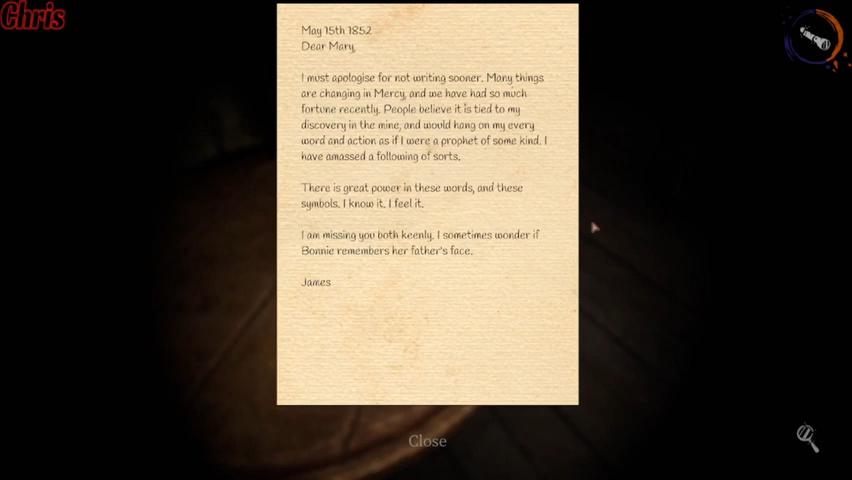 Chris
May 15th 1852
Dear Mary,
I must apologise for not writing sooner. Many things
are changing in Mercy, and we have had so much
fortune recently. People believe it is tied to my
discovery in the mine, and would hang on my every
word and action as if I were a prophet of some kind. I
have amassed a following of sorts.
There is great power in these words, and these
symbols. I know it. I feel it.
I am missing you both keenly. I sometimes wonder if
Bonnie remembers her father's face.
James
Close